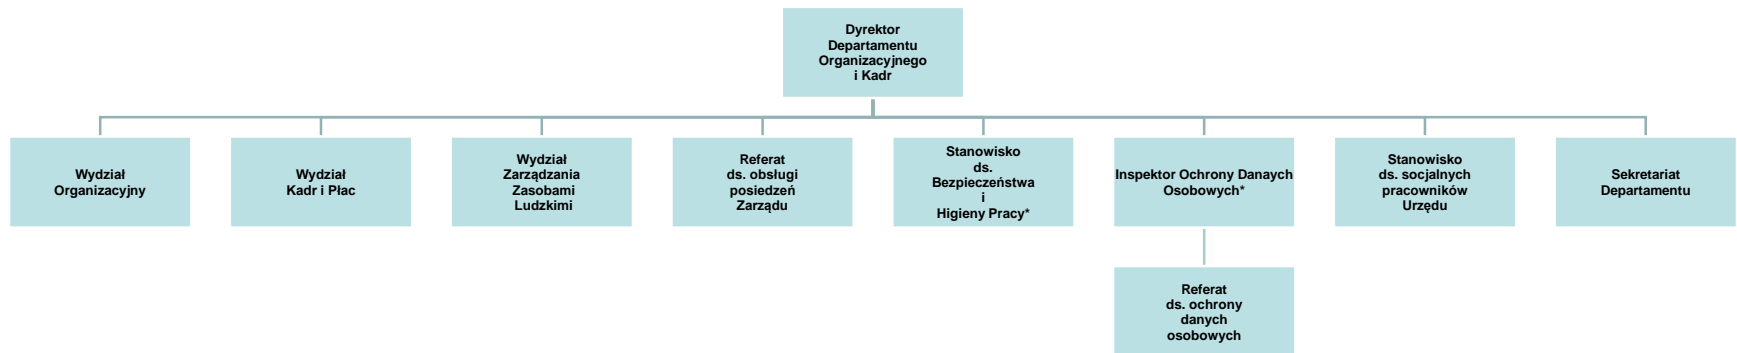 Dyrektor
Departamentu
Organizacyjnego
i Kadr
Wydział
Organizacyjny
Wydział
Kadr i Płac
Wydział
Zarządzania
Zasobami
Ludzkimi
Referat
ds. obsługi
posiedzeń
Zarządu
Stanowisko
ds.
Bezpieczeństwa
i
Higieny Pracy*
Inspektor Ochrony Danaych
Osobowych*
Stanowisko
ds. socjalnych
pracowników
Urzędu
Sekretariat
Departamentu
Referat
ds. ochrony
danych
osobowych